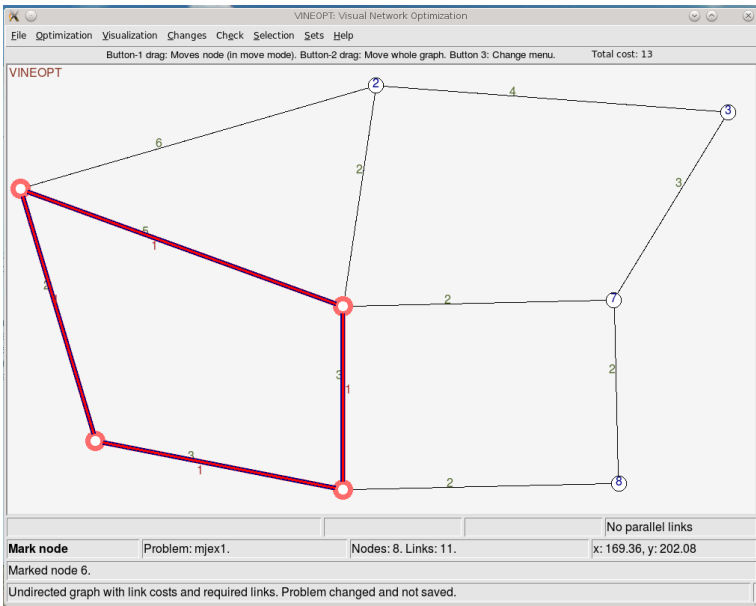 VINEOPT: Visual Network Optimization
File Optimization Visualization Changes Check Selection Sets Help
Button-1 drag: Moves node (in move mode). Button-2 drag: Move whole graph. Button 3: Change menu. Total cost: 13
VINEOPT
2
4
3
6
2
3
5
1
2
7
3
1
2
3
1
2
8
No parallel links
Mark node Problem: mjex1. Nodes: 8. Links: 11. x: 169.36, y: 202.08
Marked node 6.
Undirected graph with link costs and required links. Problem changed and not saved.